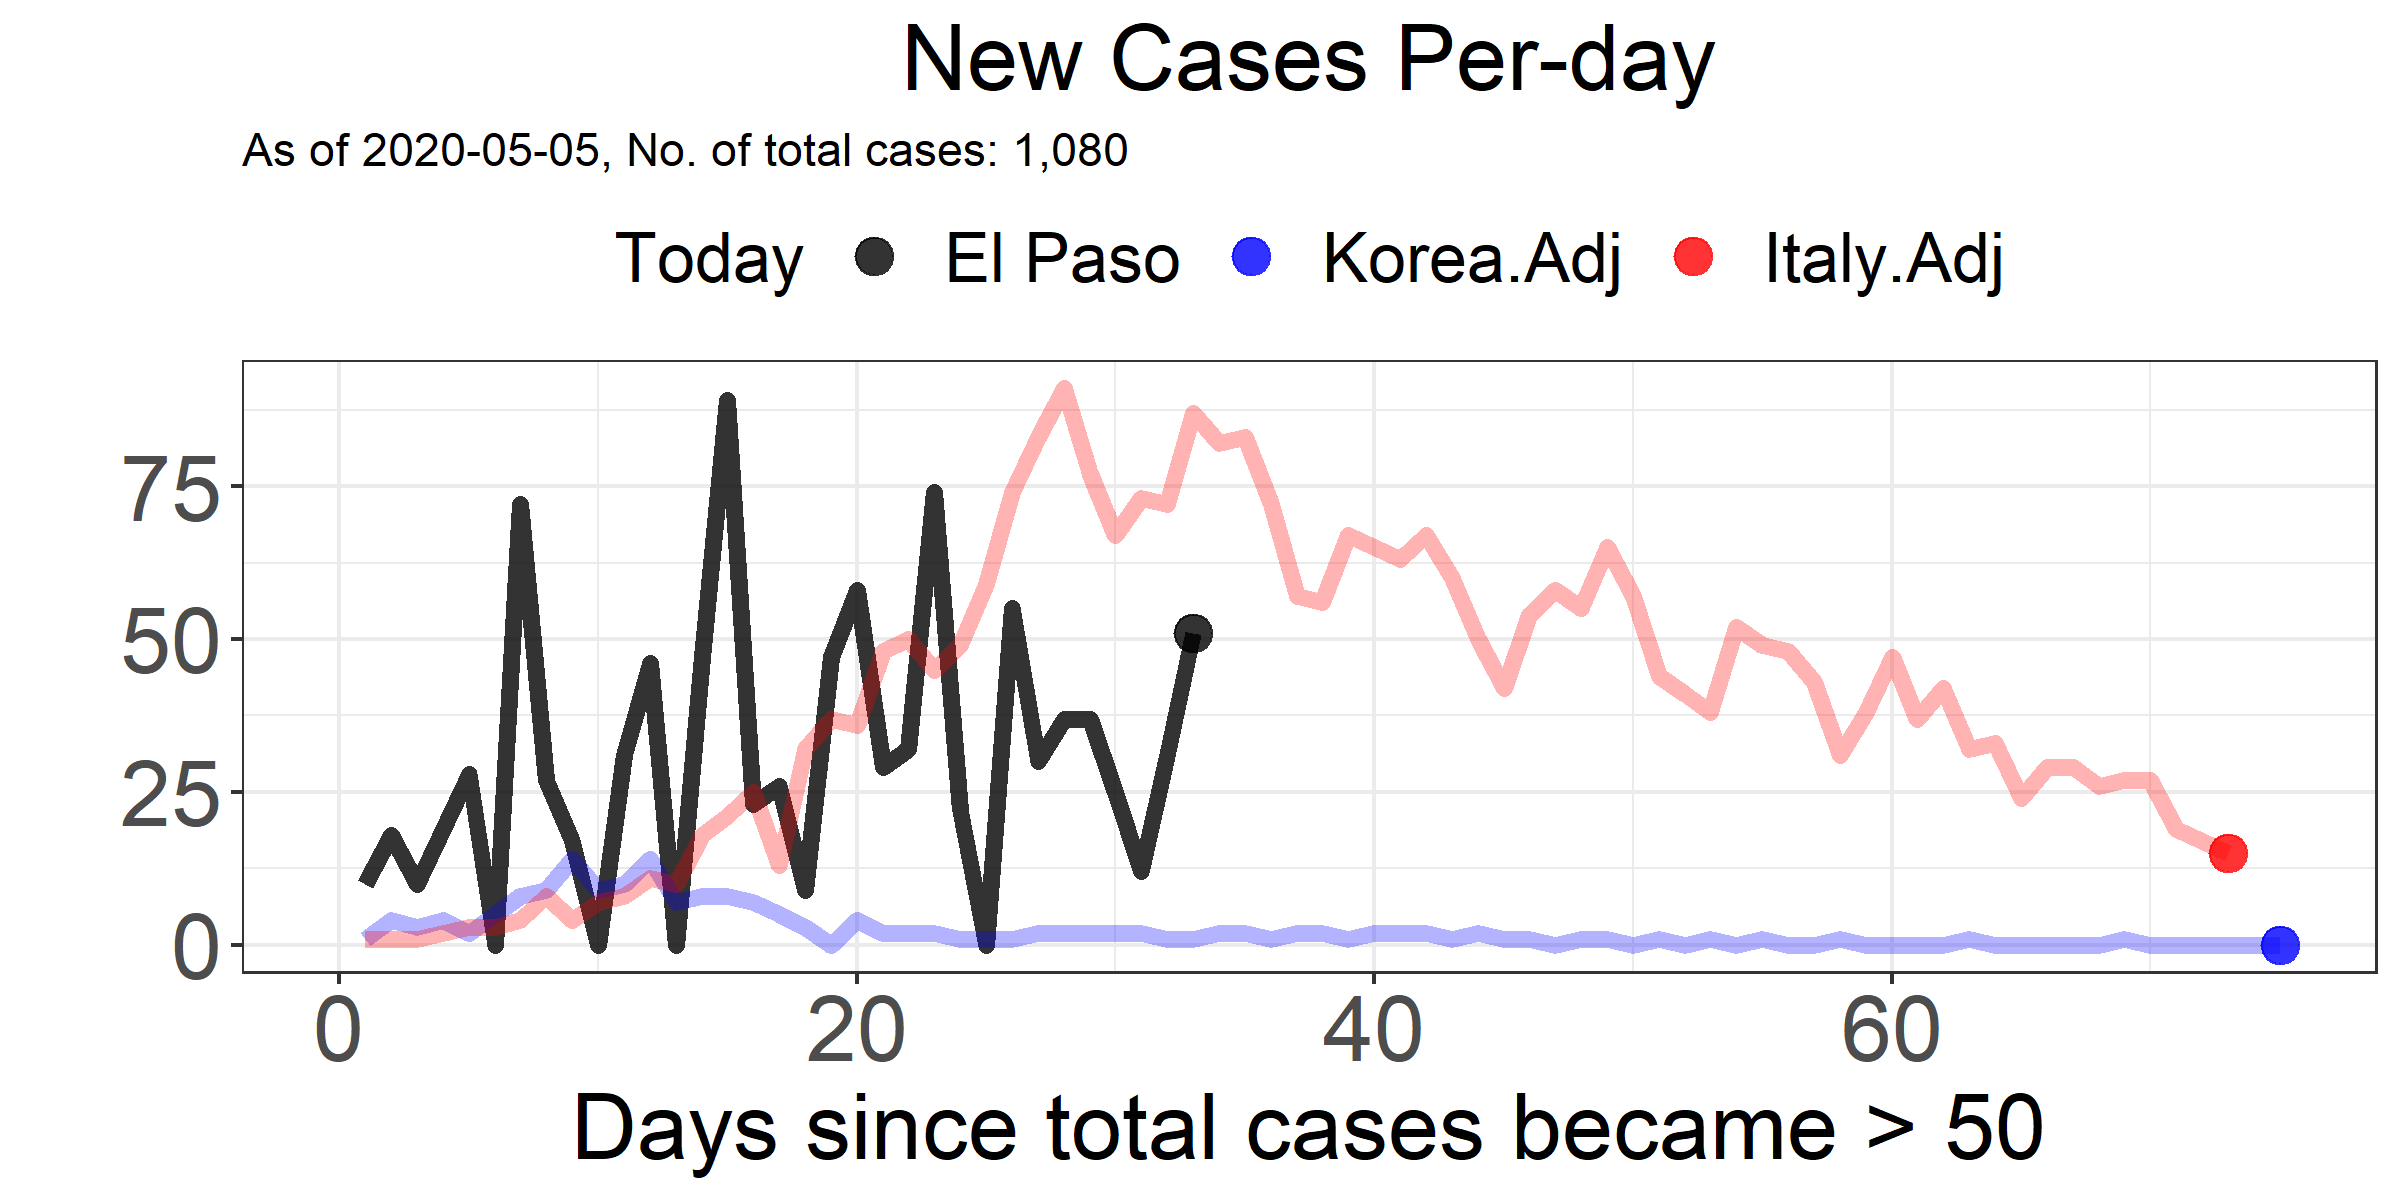 New Cases Per-day
As of 2020-05-05, No. of total cases: 1,080
Today El Paso Korea.Adj Italy.Adj
75
50
25
0
0 20 40 60
Days since total cases became > 50